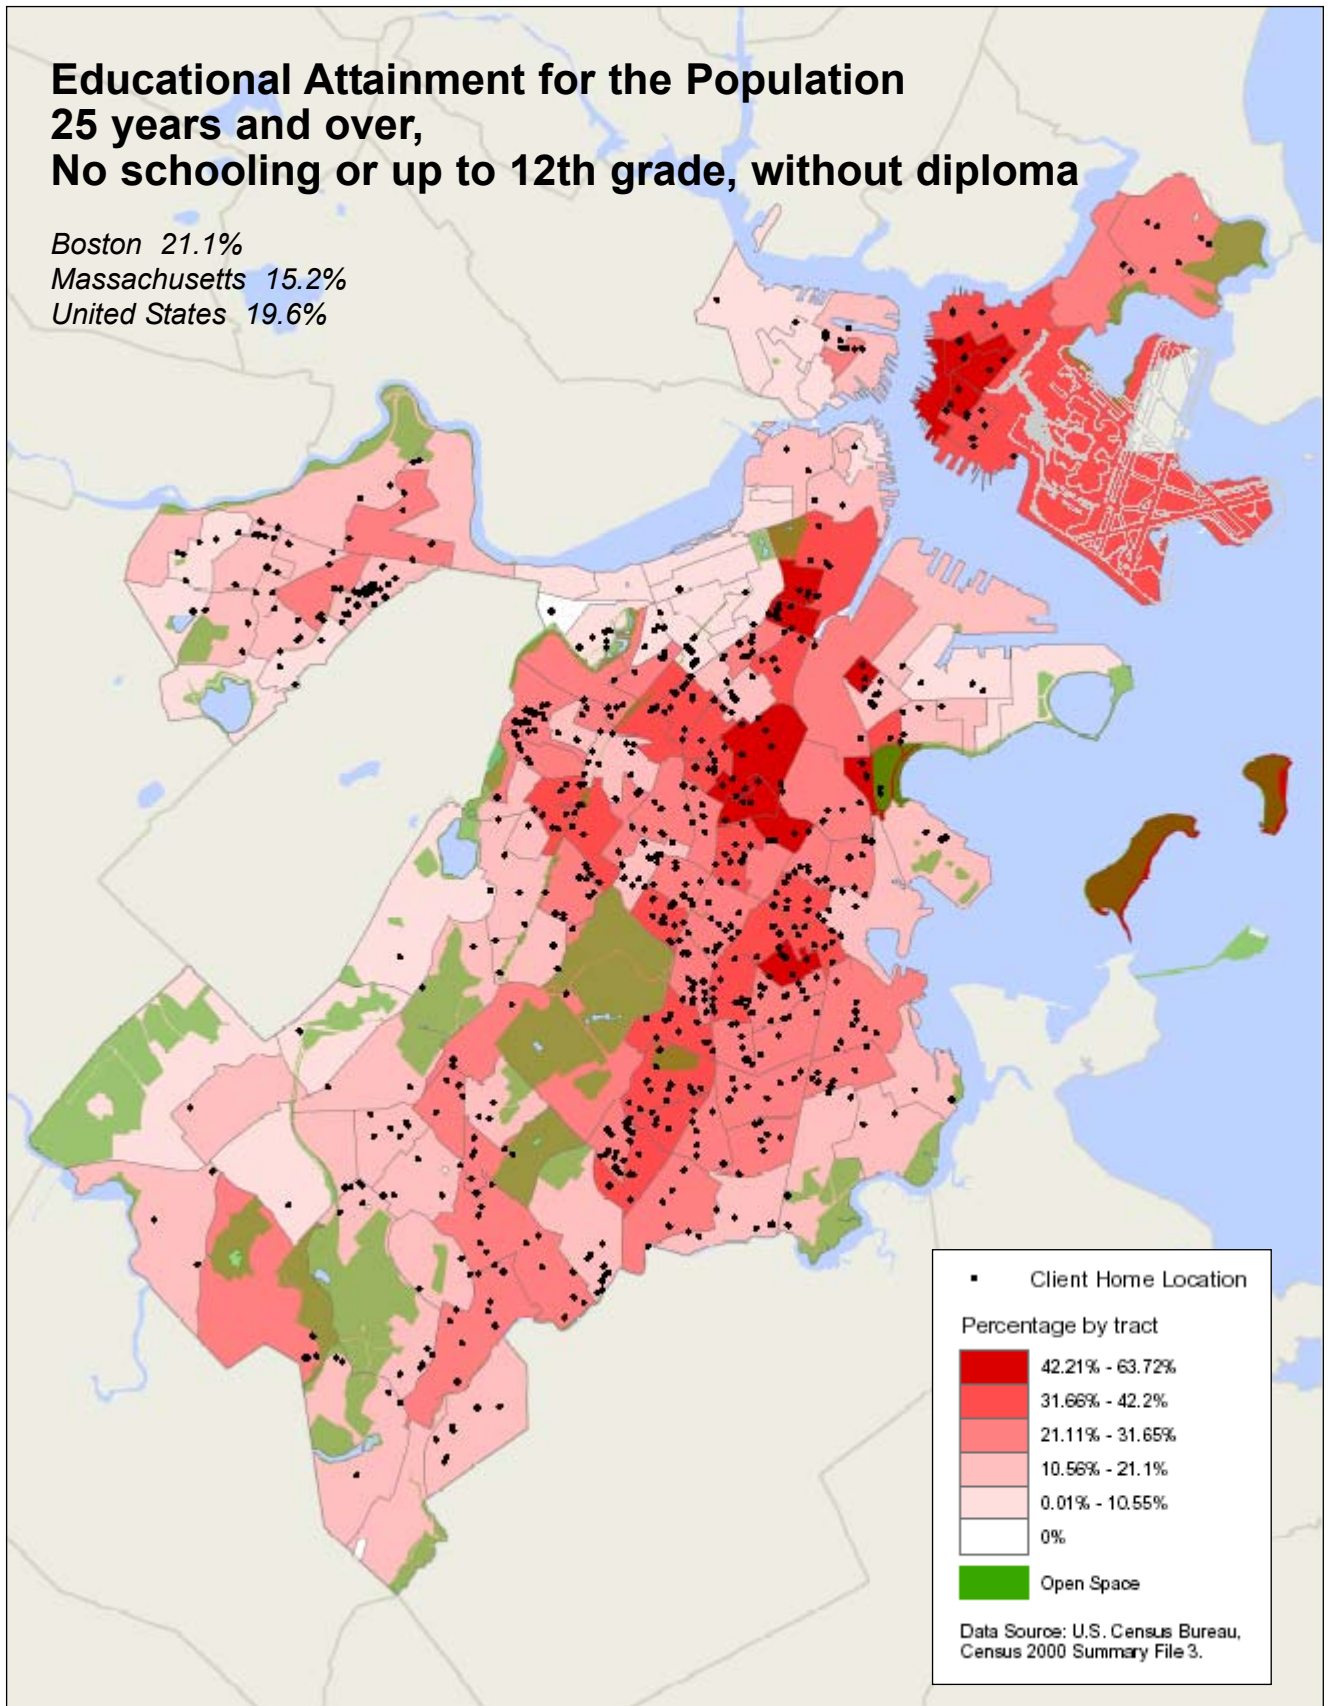 Educational Attainment for the Population
25 years and over,
No schooling or up to 12th grade, without diploma
Boston 21.1%
Massachusetts 15.2%
United States 19.6%
Client Home Location
Percentage by tract
42.21% - 63.72%
31.66% - 42.2%
21.11% - 31.65%
10.56% - 21.1%
0.01% - 10.55%
0%
Open Space
Data Source: U.S. Census Bureau,
Census 2000 Summary File 3.